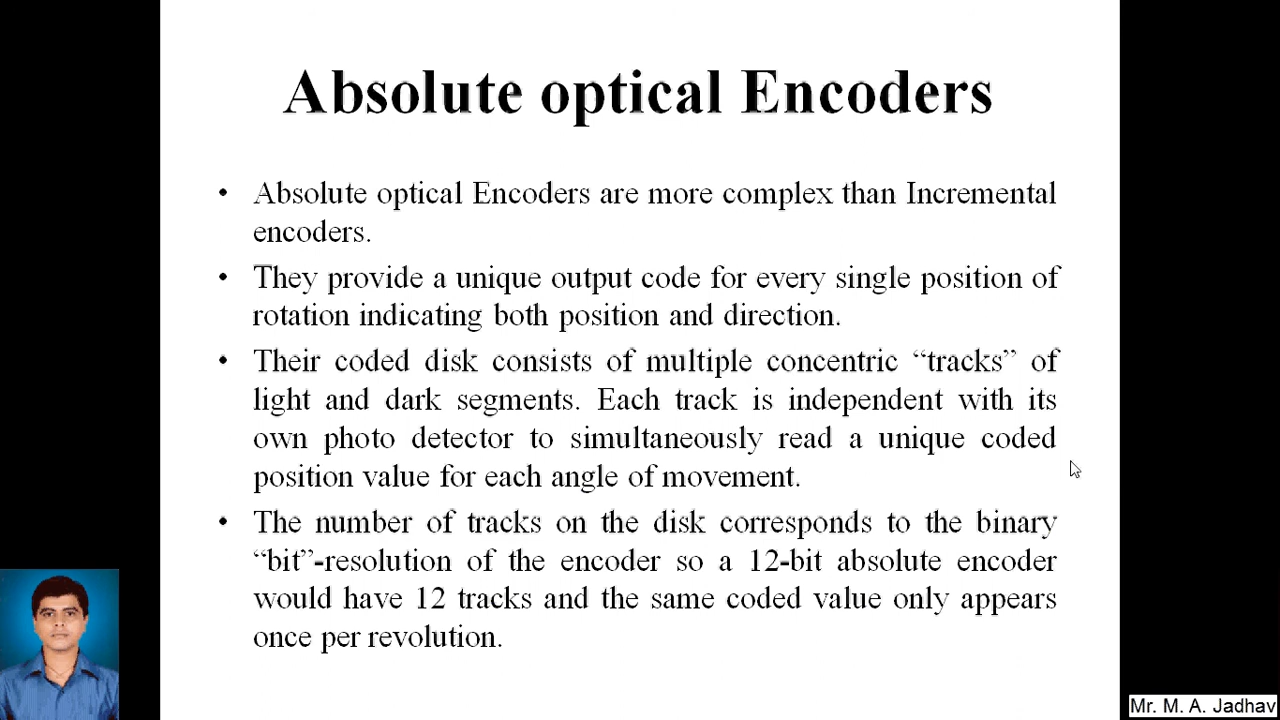 Absolute optical Encoders
• Absolute optical Encoders are more complex than Incremental
encoders.
• They provide a unique output code for every single position of
rotation indicating both position and direction.
• Their coded disk consists of multiple concentric “tracks” of
light and dark segments. Each track is independent with its
own photo detector to simultaneously read a unique coded
position value for each angle of movement.
• The number of tracks on the disk corresponds to the binary
“bit”-resolution of the encoder so a 12-bit absolute encoder
would have 12 tracks and the same coded value only appears
once per revolution.
Mr. M. A. Jadhav